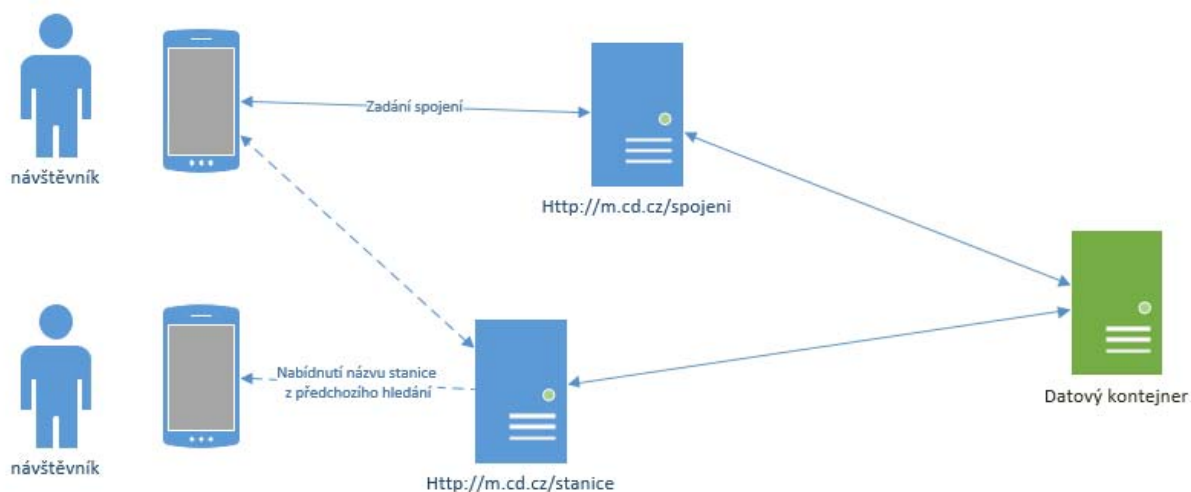 Zadání spojení
návštěvník
Http://m.cd.cz/spojeni
Nabídnutí názvu stanice
z předchozího hledání
Datový kontejner
návštěvník
Http://m.cd.cz/stanice